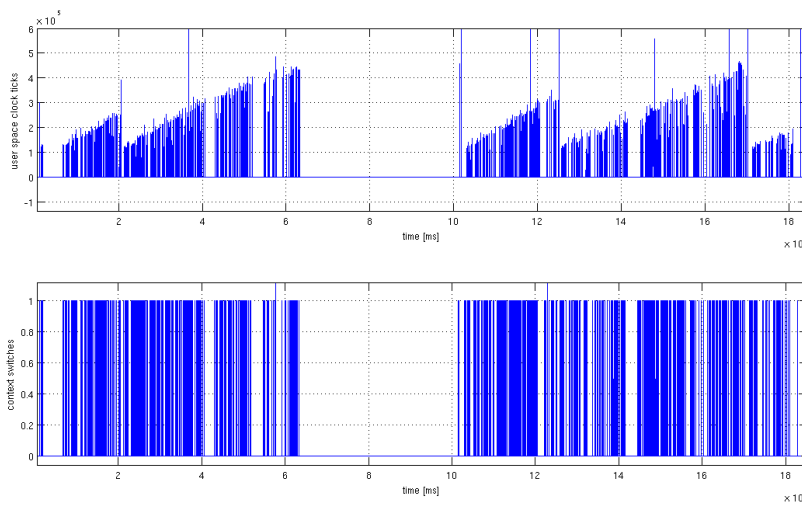 × 10 5
6
5
4
3
2
1
0
-1
user space clock ticks
2 4 6 8 10 12 14 16 18
time [ms]
× 10
1
0.8
0.6
0.4
0.2
0
context switches
2 4 6 8 10 12 14 16 18
time [ms]
× 10